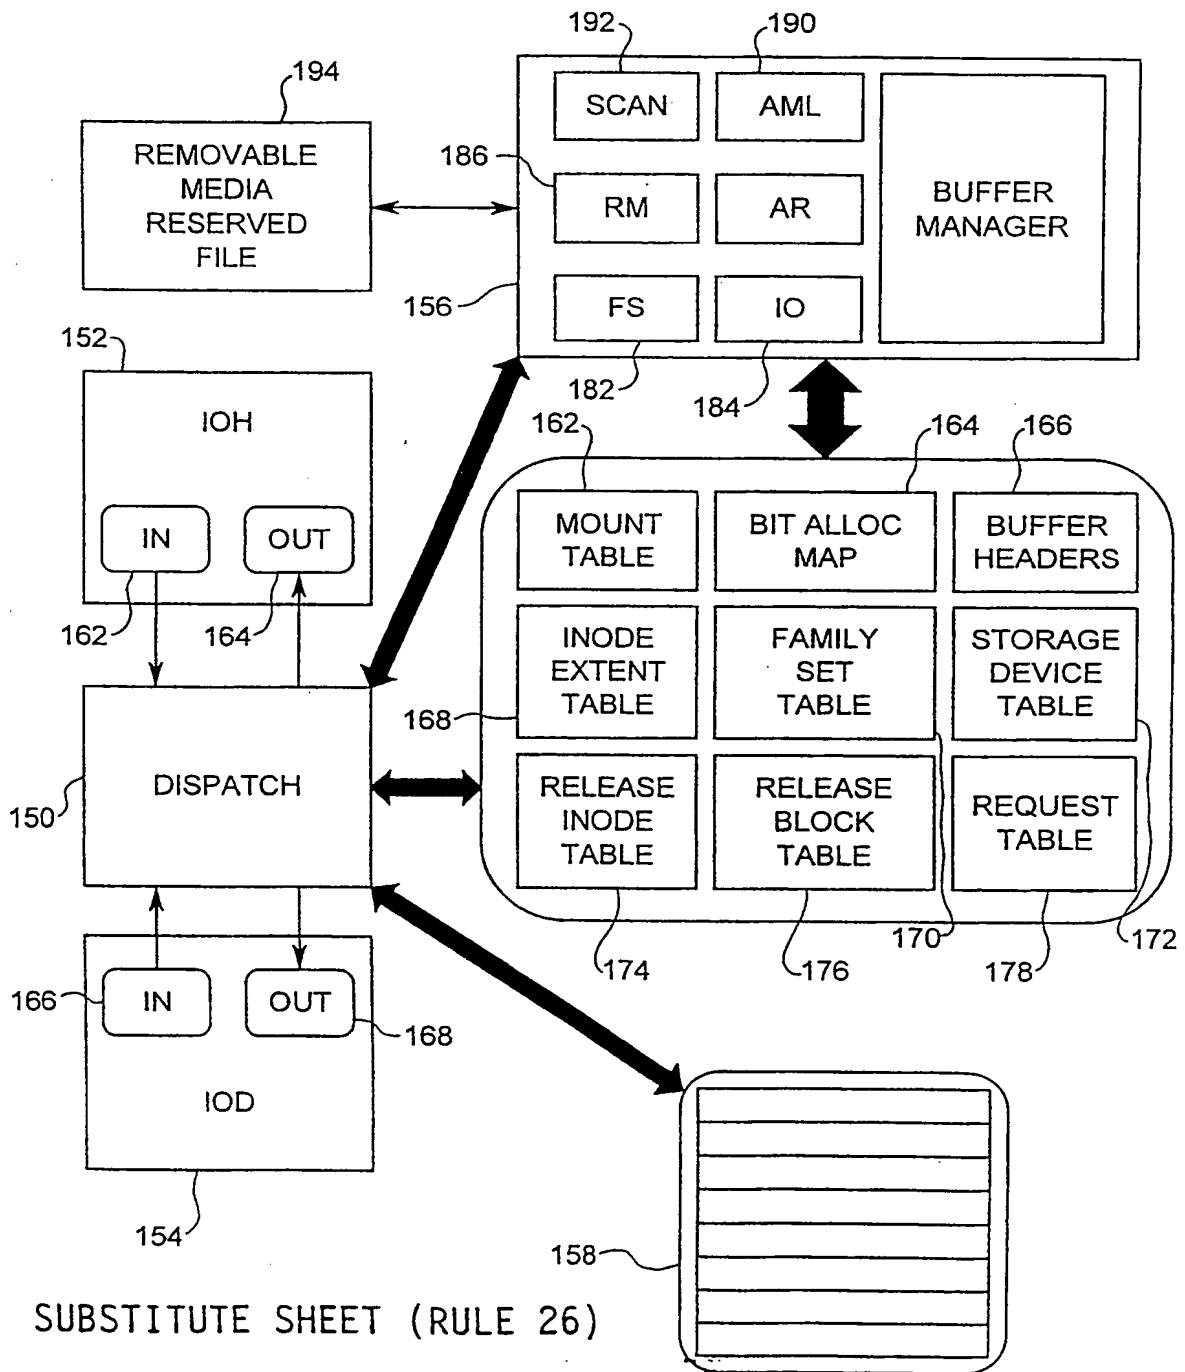 192
190
194
SCAN
AML
REMOVABLE
MEDIA
RESERVED
FILE
186
RM
AR
BUFFER
MANAGER
156
FS
IO
182
184
152
IOH
IN
OUT
162
164
162
164
166
MOUNT
TABLE
BIT ALLOC
MAP
BUFFER
HEADERS
INODE
EXTENT
TABLE
FAMILY
SET
TABLE
STORAGE
DEVICE
TABLE
168
DISPATCH
150
RELEASE
INODE
TABLE
RELEASE
BLOCK
TABLE
REQUEST
TABLE
174
176
170
178
172
166
IN
OUT
168
IOD
154
158
SUBSTITUTE SHEET (RULE 26)